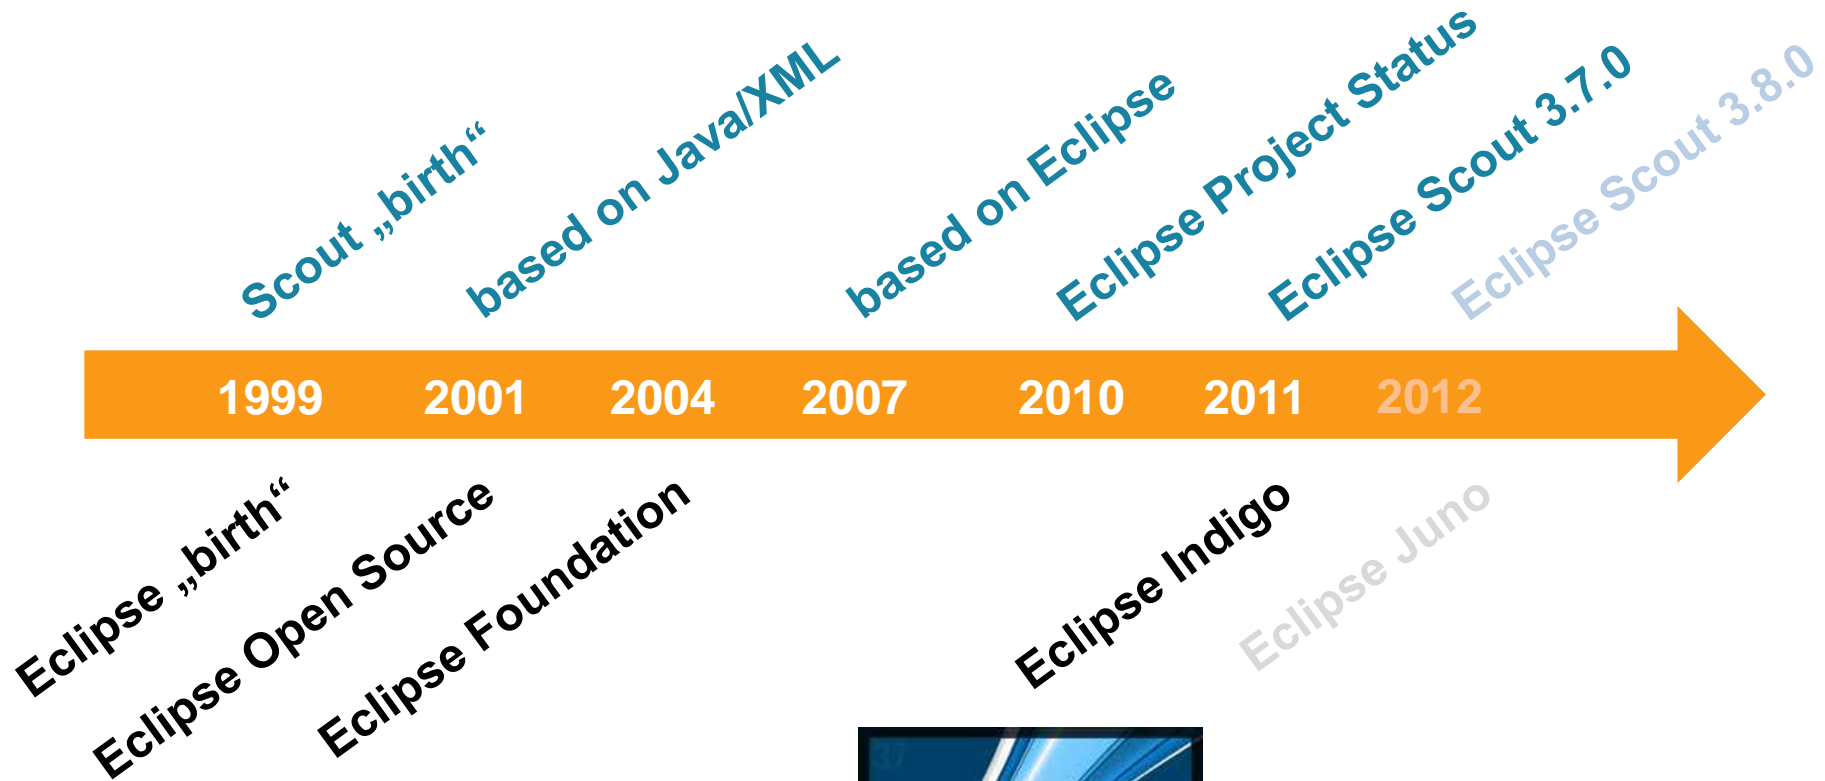 Scout „birth“
based on Java/XML
based on Eclipse
Eclipse Project Status
Eclipse Scout 3.7.0
Eclipse Scout 3.8.0
1999 2001 2004 2007 2010 2011 2012
Eclipse „birth“
Eclipse Open Source
Eclipse Foundation
Eclipse Indigo
Eclipse Juno